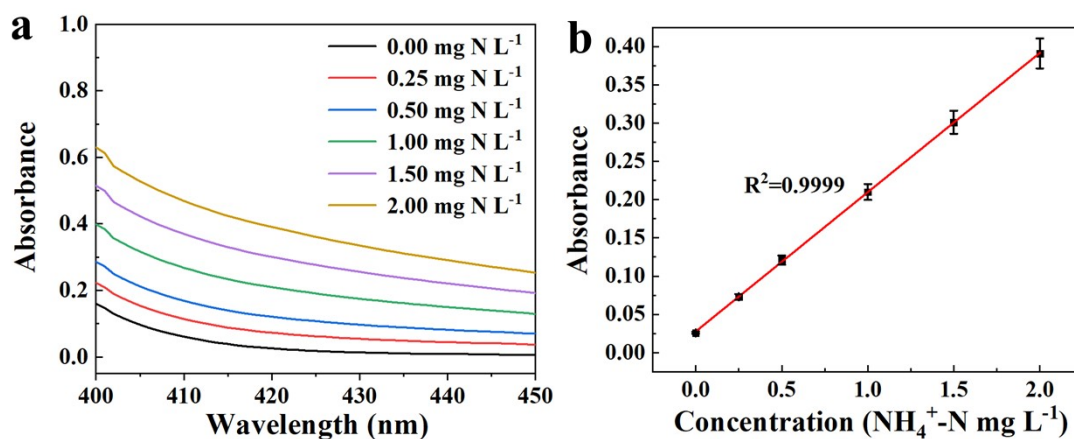 a
Absorbance
1.0
0.8
0.6
0.4
0.2
0.0
400
410
420
430
440
450
Wavelength (nm)
0.00 mg N L⁻¹
0.25 mg N L⁻¹
0.50 mg N L⁻¹
1.00 mg N L⁻¹
1.50 mg N L⁻¹
2.00 mg N L⁻¹
b
Absorbance
0.40
0.35
0.30
0.25
0.20
0.15
0.10
0.05
0.00
R²=0.9999
0.0
0.5
1.0
1.5
2.0
Concentration (NH₄⁺-N mg L⁻¹)